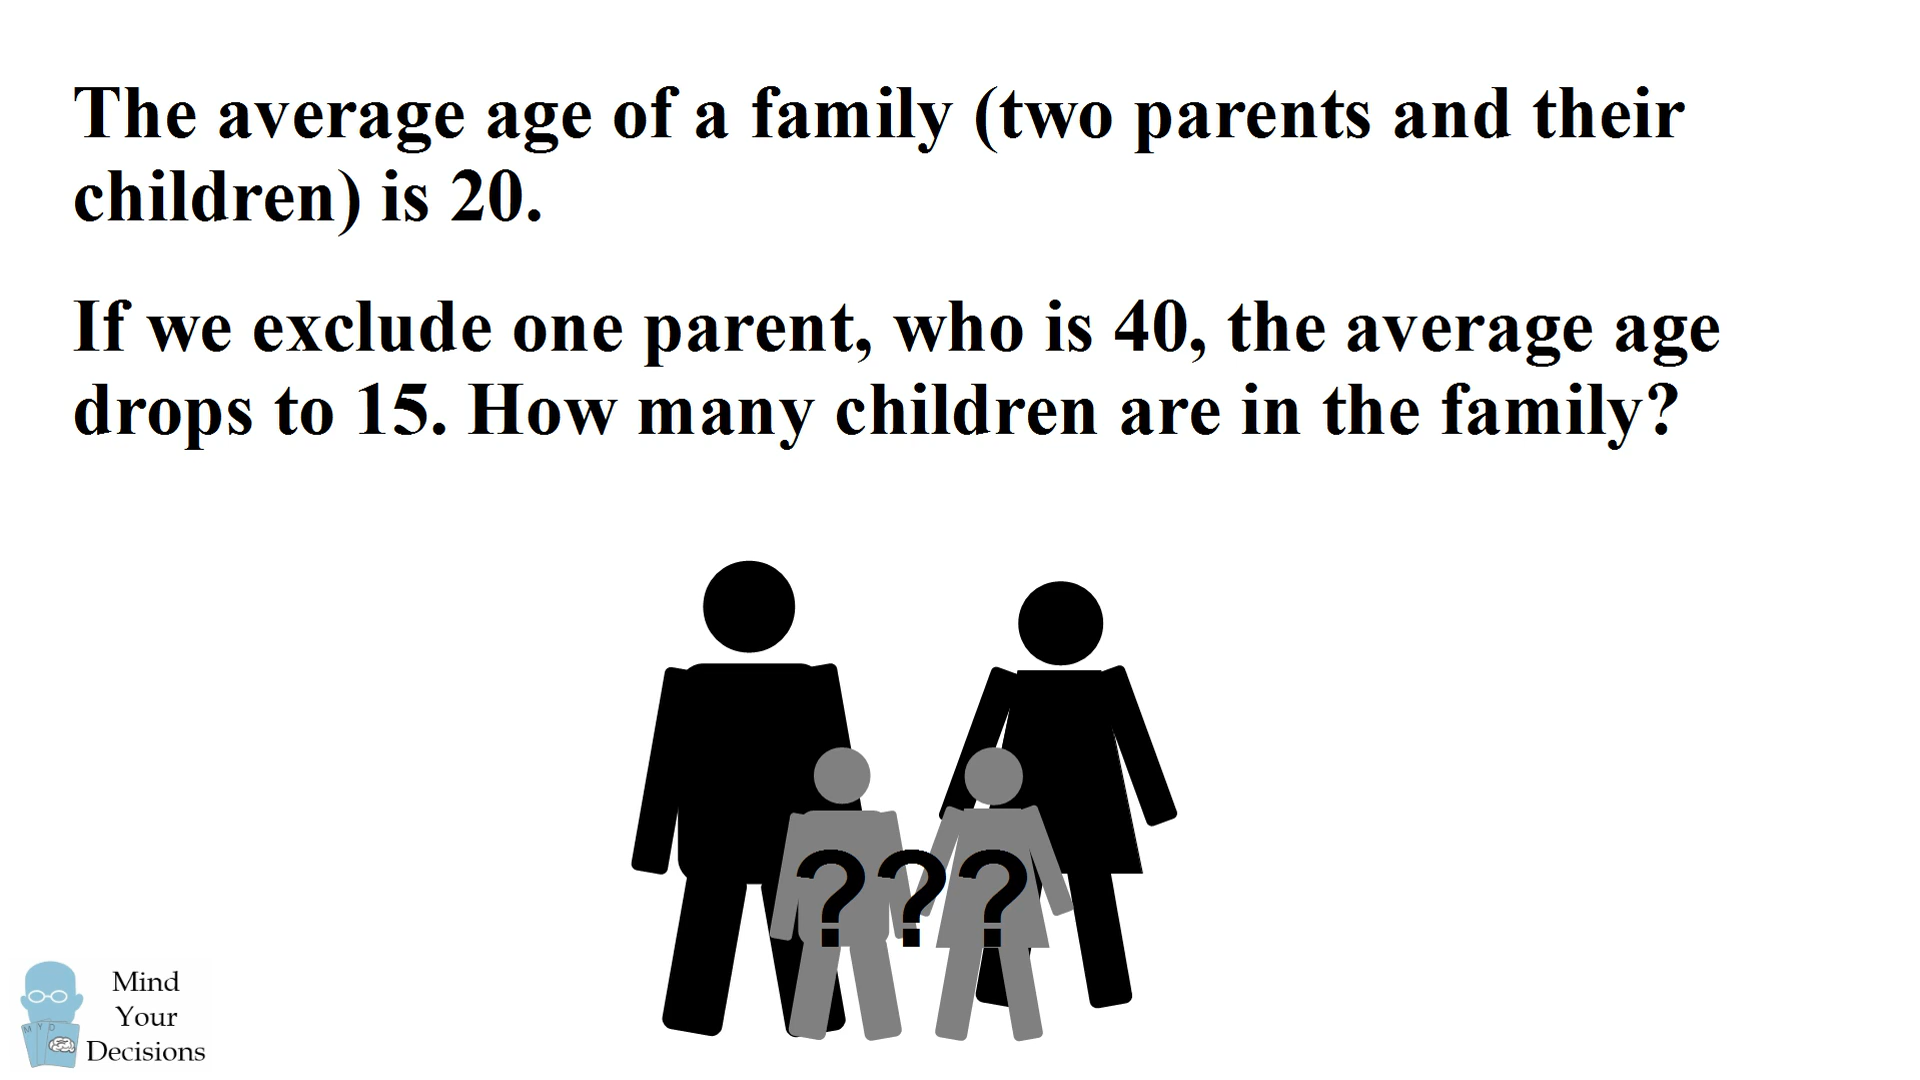 The average age of a family (two parents and their
children) is 20.
If we exclude one parent, who is 40, the average age
drops to 15. How many children are in the family?
???
M Y D
Mind
Your
Decisions